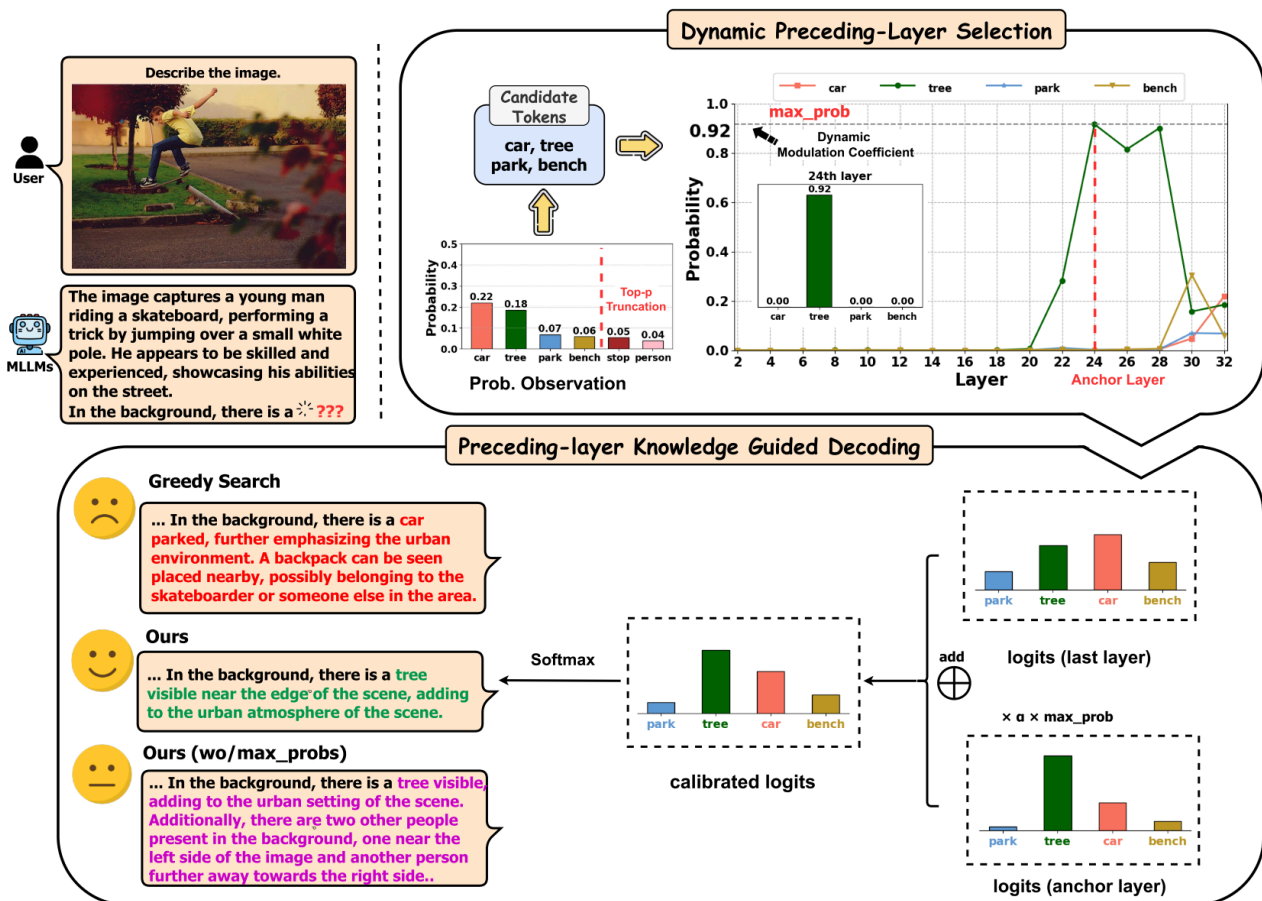 Dynamic Preceding-Layer Selection
Describe the image.
User
The image captures a young man
riding a skateboard, performing a
trick by jumping over a small white
pole. He appears to be skilled and
experienced, showcasing his abilities
on the street.
In the background, there is a ???
AI
MLLMs
Candidate
Tokens
car, tree
park, bench
Probability
0.5
0.4
0.3
0.2
0.1
0.0
0.22
0.18
0.07
0.06
0.05
0.04
Top-p
Truncation
car
tree
park
bench
stop
person
Prob. Observation
car
tree
park
bench
max_prob
Probability
1.0
0.92
0.8
0.6
0.4
0.2
0.0
Dynamic
Modulation Coefficient
24th layer
0.92
0.00
0.00
0.00
car
tree
park
bench
2 4 6 8 10 12 14 16 18 20 22 24 26 28 30 32
Layer
Anchor Layer
Preceding-layer Knowledge Guided Decoding
Greedy Search
... In the background, there is a car
parked, further emphasizing the urban
environment. A backpack can be seen
placed nearby, possibly belonging to the
skateboarder or someone else in the area.
Ours
... In the background, there is a tree
visible near the edge of the scene, adding
to the urban atmosphere of the scene.
Ours (wo/max_probs)
... In the background, there is a tree visible,
adding to the urban setting of the scene.
Additionally, there are two other people
present in the background, one near the
left side of the image and another person
further away towards the right side..
Softmax
park
tree
car
bench
calibrated logits
add
park
tree
car
bench
logits (last layer)
× α × max_prob
park
tree
car
bench
logits (anchor layer)